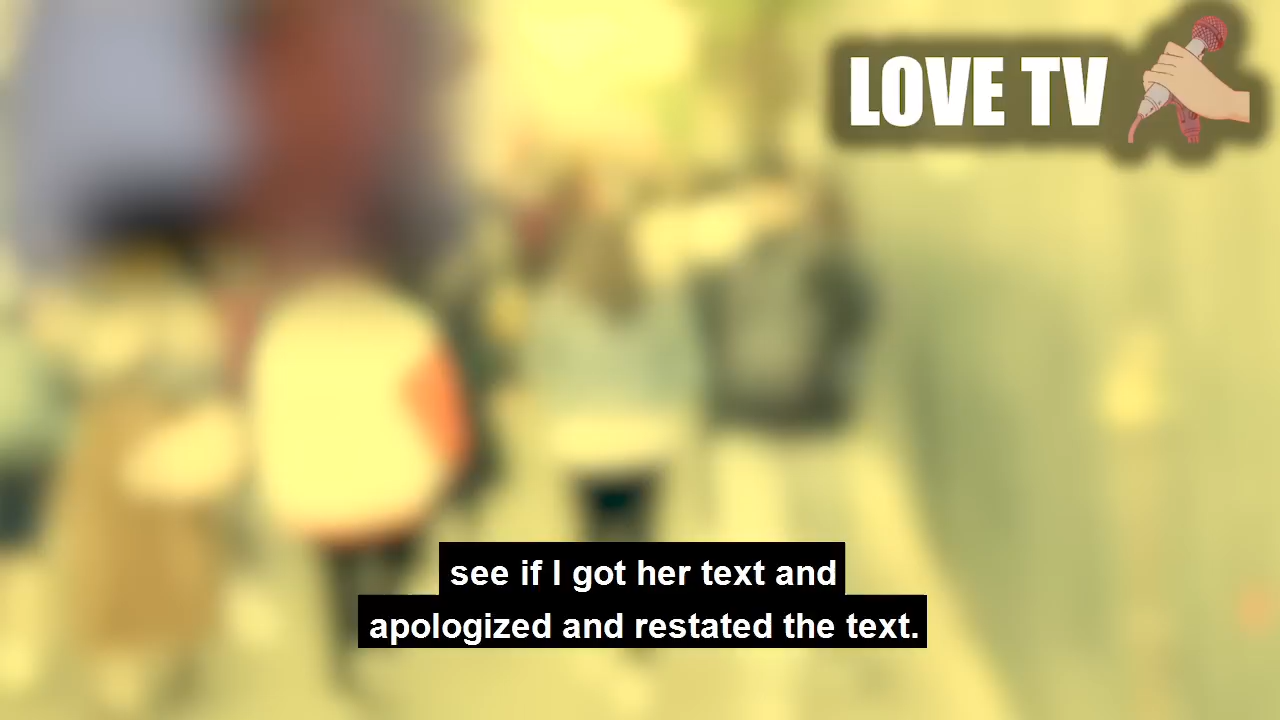 LOVE TV
see if I got her text and
apologized and restated the text.